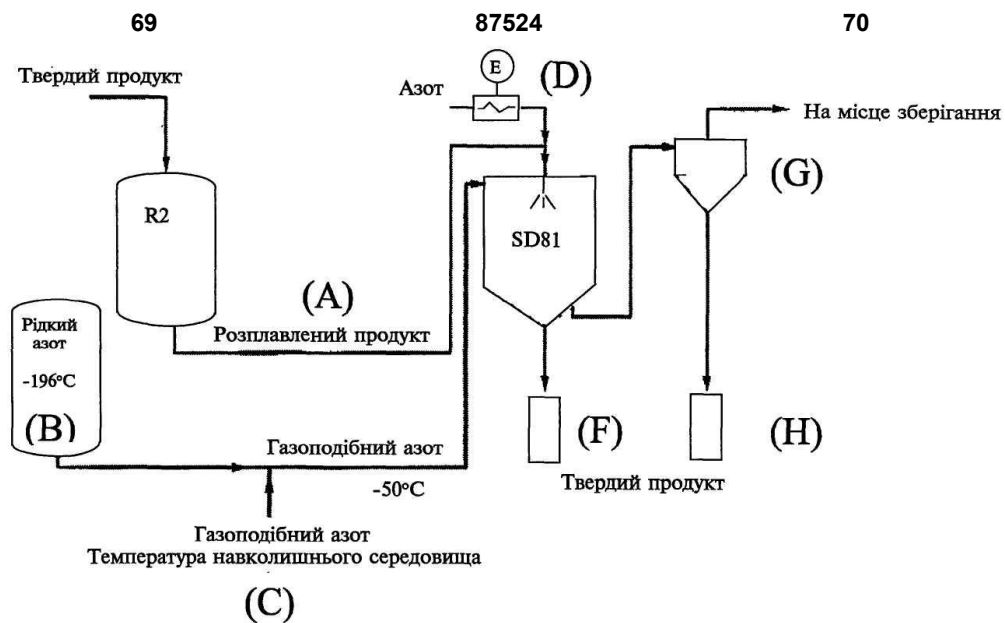 69
87524
70
Твердий продукт
E
(D)
Азот
На місце зберігання
(G)
R2
SD81
(A)
Розплавлений продукт
Рідкий
азот
-196°C
(B)
Газоподібний азот
-50°C
(F)
(H)
Твердий продукт
Газоподібний азот
Температура навколишнього середовища
(C)